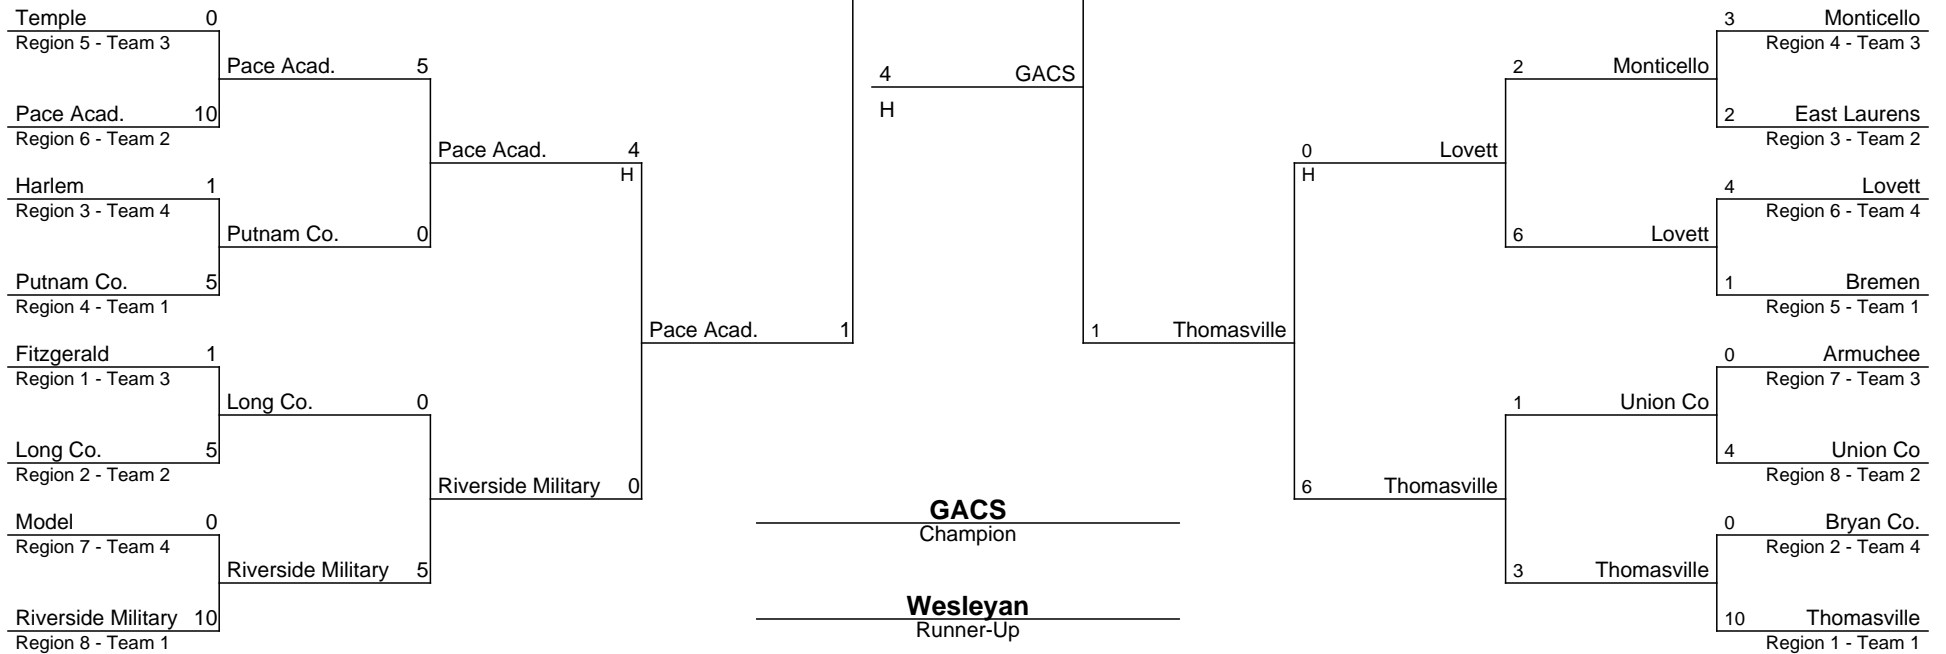 Temple 0
Region 5 - Team 3
Pace Acad. 5
Pace Acad. 10
Region 6 - Team 2
Pace Acad. 4
H
Harlem 1
Region 3 - Team 4
Putnam Co. 0
Putnam Co. 5
Region 4 - Team 1
Pace Acad. 1
Fitzgerald 1
Region 1 - Team 3
Long Co. 0
Long Co. 5
Region 2 - Team 2
Riverside Military 0
Model 0
Region 7 - Team 4
Riverside Military 5
Riverside Military 10
Region 8 - Team 1
4 GACS
H
GACS
Champion
Wesleyan
Runner-Up
1 Thomasville
0 Lovett
H
6 Thomasville
2 Monticello
6 Lovett
1 Union Co
3 Thomasville
3 Monticello
Region 4 - Team 3
2 East Laurens
Region 3 - Team 2
4 Lovett
Region 6 - Team 4
1 Bremen
Region 5 - Team 1
0 Armuchee
Region 7 - Team 3
4 Union Co
Region 8 - Team 2
0 Bryan Co.
Region 2 - Team 4
10 Thomasville
Region 1 - Team 1